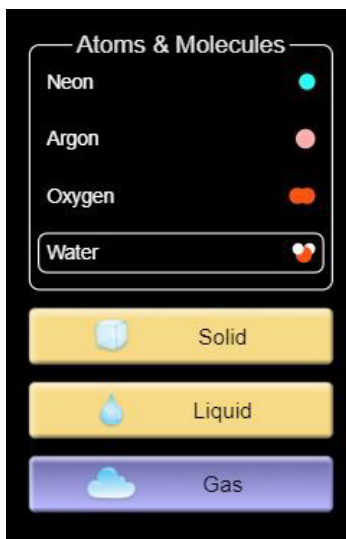 Atoms & Molecules
Neon
Argon
Oxygen
Water
Solid
Liquid
Gas